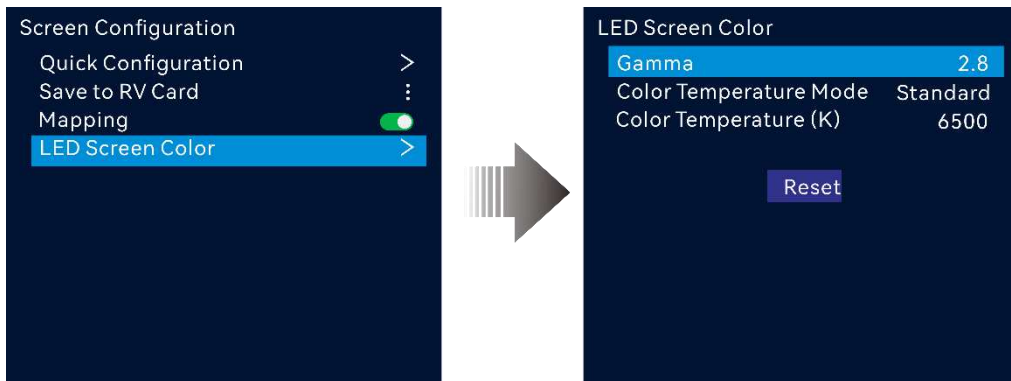 Screen Configuration
Quick Configuration >
Save to RV Card ⋮
Mapping
LED Screen Color >
LED Screen Color
Gamma 2.8
Color Temperature Mode Standard
Color Temperature (K) 6500
Reset